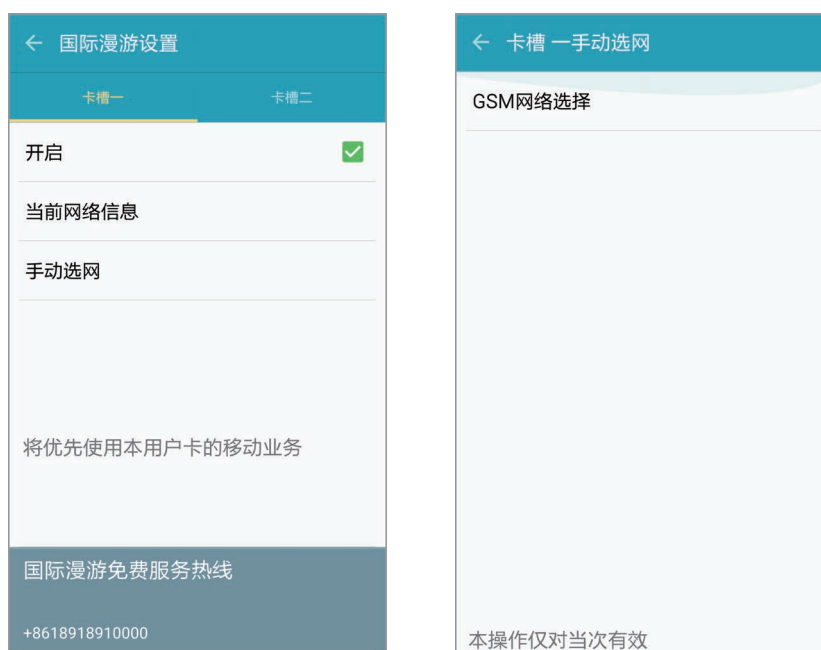 国际漫游设置
卡槽一
卡槽二
开启
当前网络信息
手动选网
将优先使用本用户卡的移动业务
国际漫游免费服务热线
+8618918910000
卡槽 一手动选网
GSM网络选择
本操作仅对当次有效